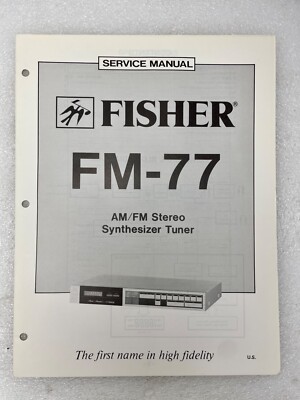 SERVICE MANUAL
FISHER®
FM-77
AM/FM Stereo
Synthesizer Tuner
The first name in high fidelity
U.S.